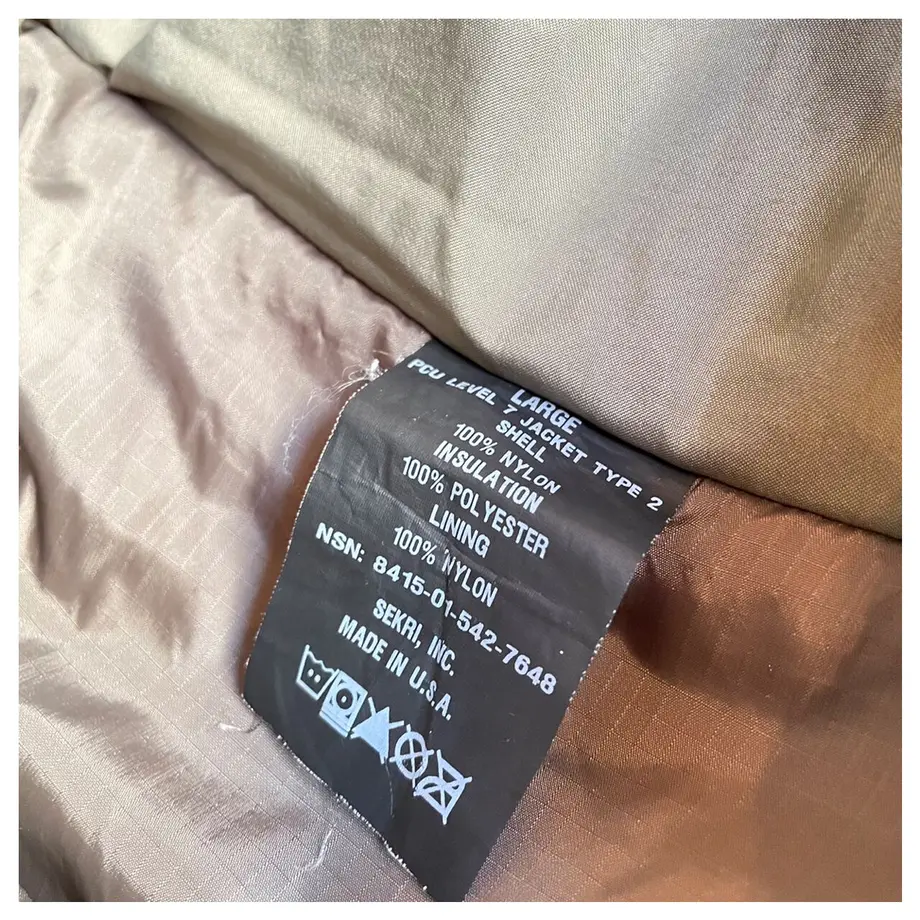 LARGE
PCU LEVEL 7 JACKET TYPE 2
SHELL
100% NYLON
INSULATION
100% POLYESTER
LINING
100% NYLON
NSN: 8415-01-542-7648
SEKRI, INC.
MADE IN U.S.A.